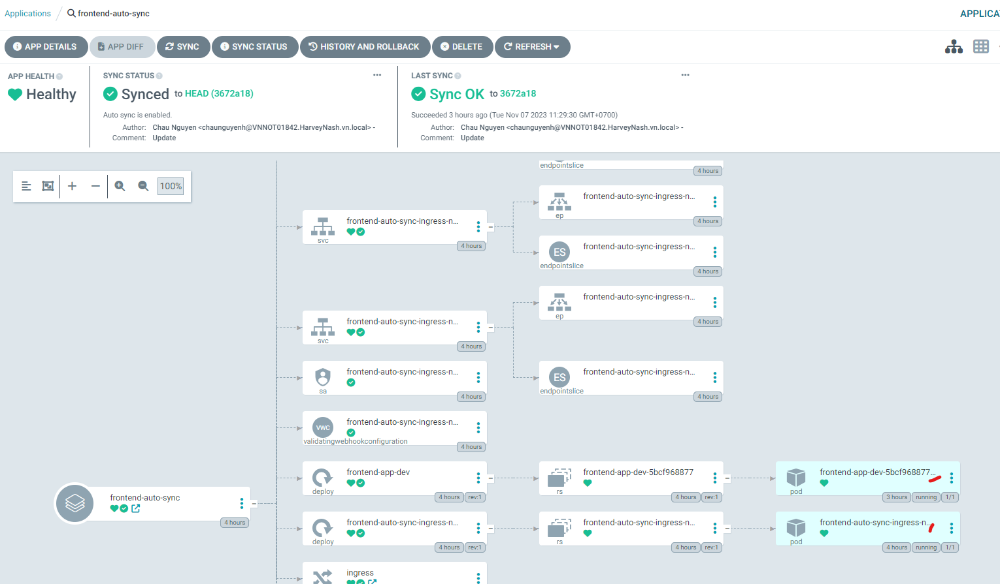 Applications / frontend-auto-sync
APPLICA
APP DETAILS
APP DIFF
SYNC
SYNC STATUS
HISTORY AND ROLLBACK
DELETE
REFRESH
APP HEALTH
Healthy
SYNC STATUS
Synced to HEAD (3672a18)
Auto sync is enabled.
Author: Chau Nguyen <chaunguyenh@VNNOT01842.HarveyNash.vn.local> -
Comment: Update
LAST SYNC
Sync OK to 3672a18
Succeeded 3 hours ago (Tue Nov 07 2023 11:29:30 GMT+0700)
Author: Chau Nguyen <chaunguyenh@VNNOT01842.HarveyNash.vn.local> -
Comment: Update
100%
endpointslice
4 hours
frontend-auto-sync-ingress-n...
ep
4 hours
frontend-auto-sync-ingress-n...
svc
4 hours
frontend-auto-sync-ingress-n...
ES
endpointslice
4 hours
frontend-auto-sync-ingress-n...
ep
4 hours
frontend-auto-sync-ingress-n...
svc
4 hours
frontend-auto-sync-ingress-n...
sa
4 hours
frontend-auto-sync-ingress-n...
ES
endpointslice
4 hours
frontend-auto-sync-ingress-n...
VWC
validatingwebhookconfiguration
4 hours
frontend-app-dev
deploy
4 hours
rev:1
frontend-app-dev-5bcf968877
rs
4 hours
rev:1
frontend-app-dev-5bcf968877...
pod
3 hours
running
1/1
frontend-auto-sync
4 hours
frontend-auto-sync-ingress-n...
deploy
4 hours
rev:1
frontend-auto-sync-ingress-n...
rs
4 hours
rev:1
frontend-auto-sync-ingress-n...
pod
4 hours
running
1/1
ingress